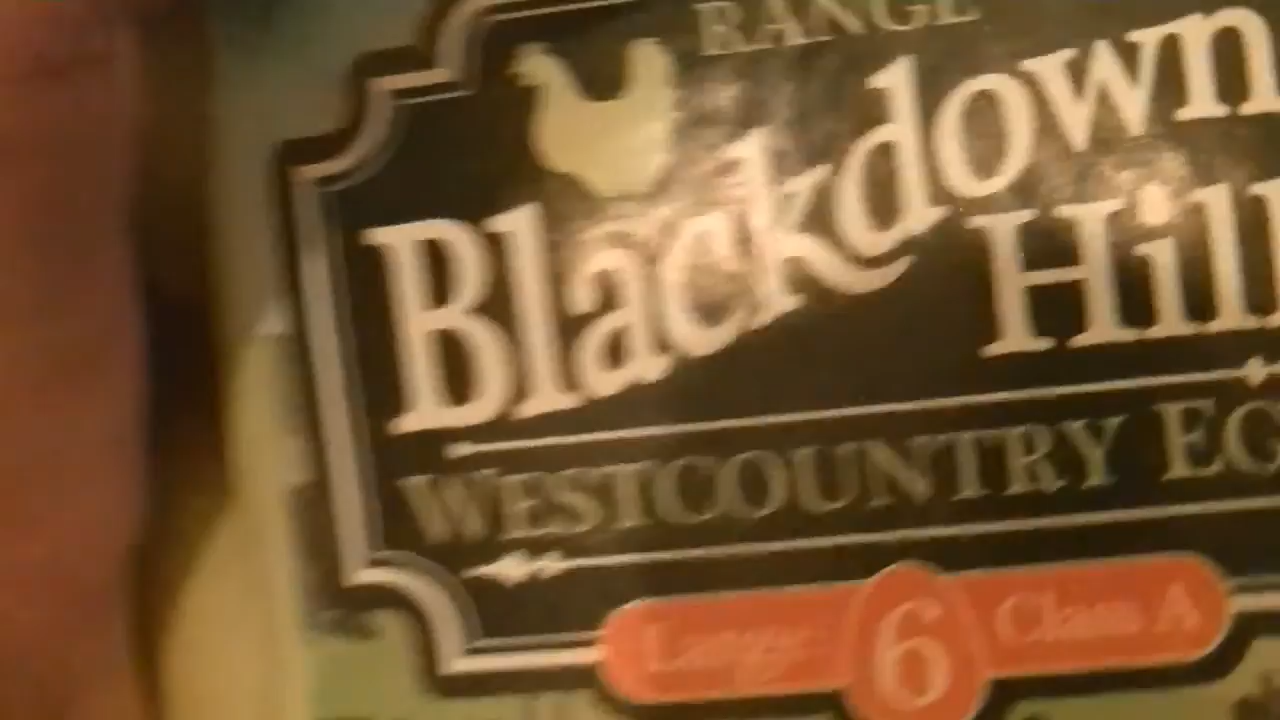 RANGE
Blackdown
Hill
WESTCOUNTRY EG
Large 6 Class A